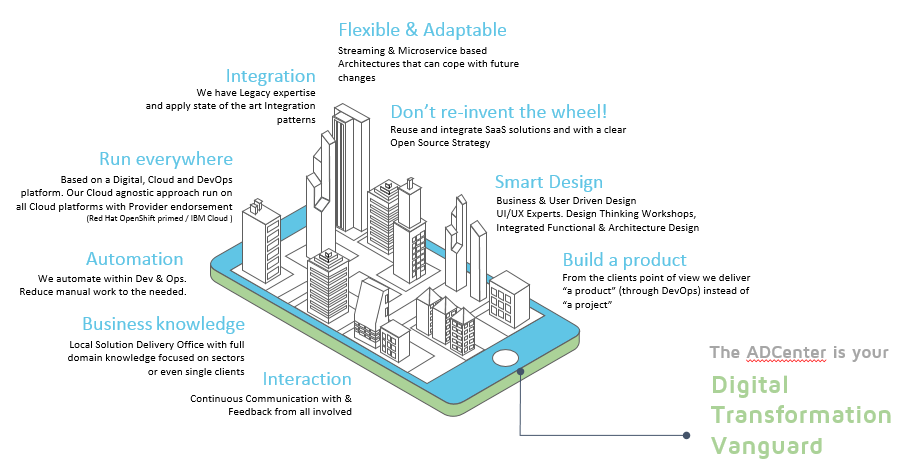 Flexible & Adaptable
Streaming & Microservice based
Architectures that can cope with future
changes
Integration
We have Legacy expertise
and apply state of the art Integration
patterns
Don't re-invent the wheel!
Reuse and integrate SaaS solutions and with a clear
Open Source Strategy
Run everywhere
Based on a Digital, Cloud and DevOps
platform. Our Cloud agnostic approach run on
all Cloud platforms with Provider endorsement
(Red Hat OpenShift primed / IBM Cloud )
Smart Design
Business & User Driven Design
UI/UX Experts. Design Thinking Workshops,
Integrated Functional & Architecture Design
Automation
We automate within Dev & Ops.
Reduce manual work to the needed.
Build a product
From the clients point of view we deliver
“a product” (through DevOps) instead of
“a project”
Business knowledge
Local Solution Delivery Office with full
domain knowledge focused on sectors
or even single clients
Interaction
Continuous Communication with &
Feedback from all involved
The ADCenter is your
Digital
Transformation
Vanguard